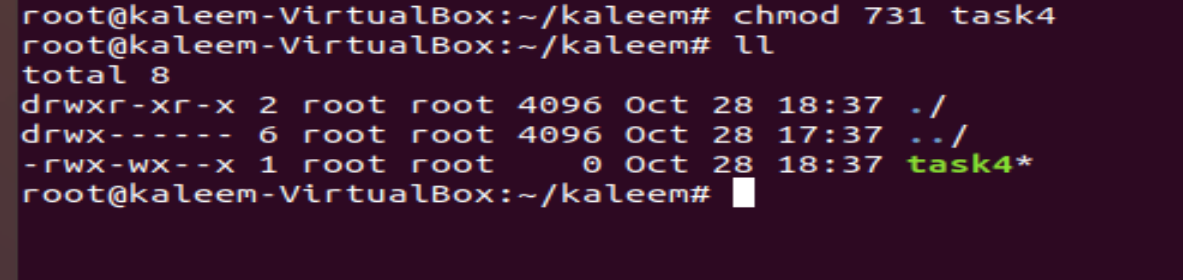 root@kaleem-VirtualBox:~/kaleem# chmod 731 task4
root@kaleem-VirtualBox:~/kaleem# ll
total 8
drwxr-xr-x 2 root root 4096 Oct 28 18:37 ./
drwx------ 6 root root 4096 Oct 28 17:37 ../
-rwx-wx--x 1 root root    0 Oct 28 18:37 task4*
root@kaleem-VirtualBox:~/kaleem#